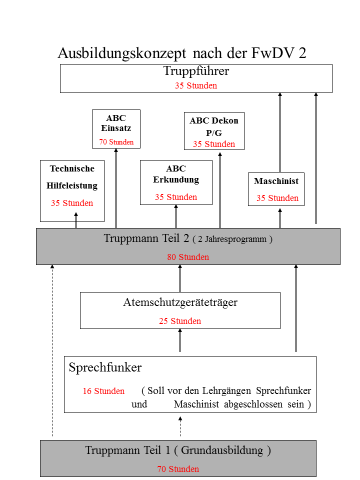 Ausbildungskonzept nach der FwDV 2
Truppführer
35 Stunden
ABC
Einsatz
70 Stunden
ABC Dekon
P/G
35 Stunden
Technische
Hilfeleistung
35 Stunden
ABC
Erkundung
35 Stunden
Maschinist
35 Stunden
Truppmann Teil 2 ( 2 Jahresprogramm )
80 Stunden
Atemschutzgeräteträger
25 Stunden
Sprechfunker
16 Stunden ( Soll vor den Lehrgängen Sprechfunker
und Maschinist abgeschlossen sein )
Truppmann Teil 1 ( Grundausbildung )
70 Stunden